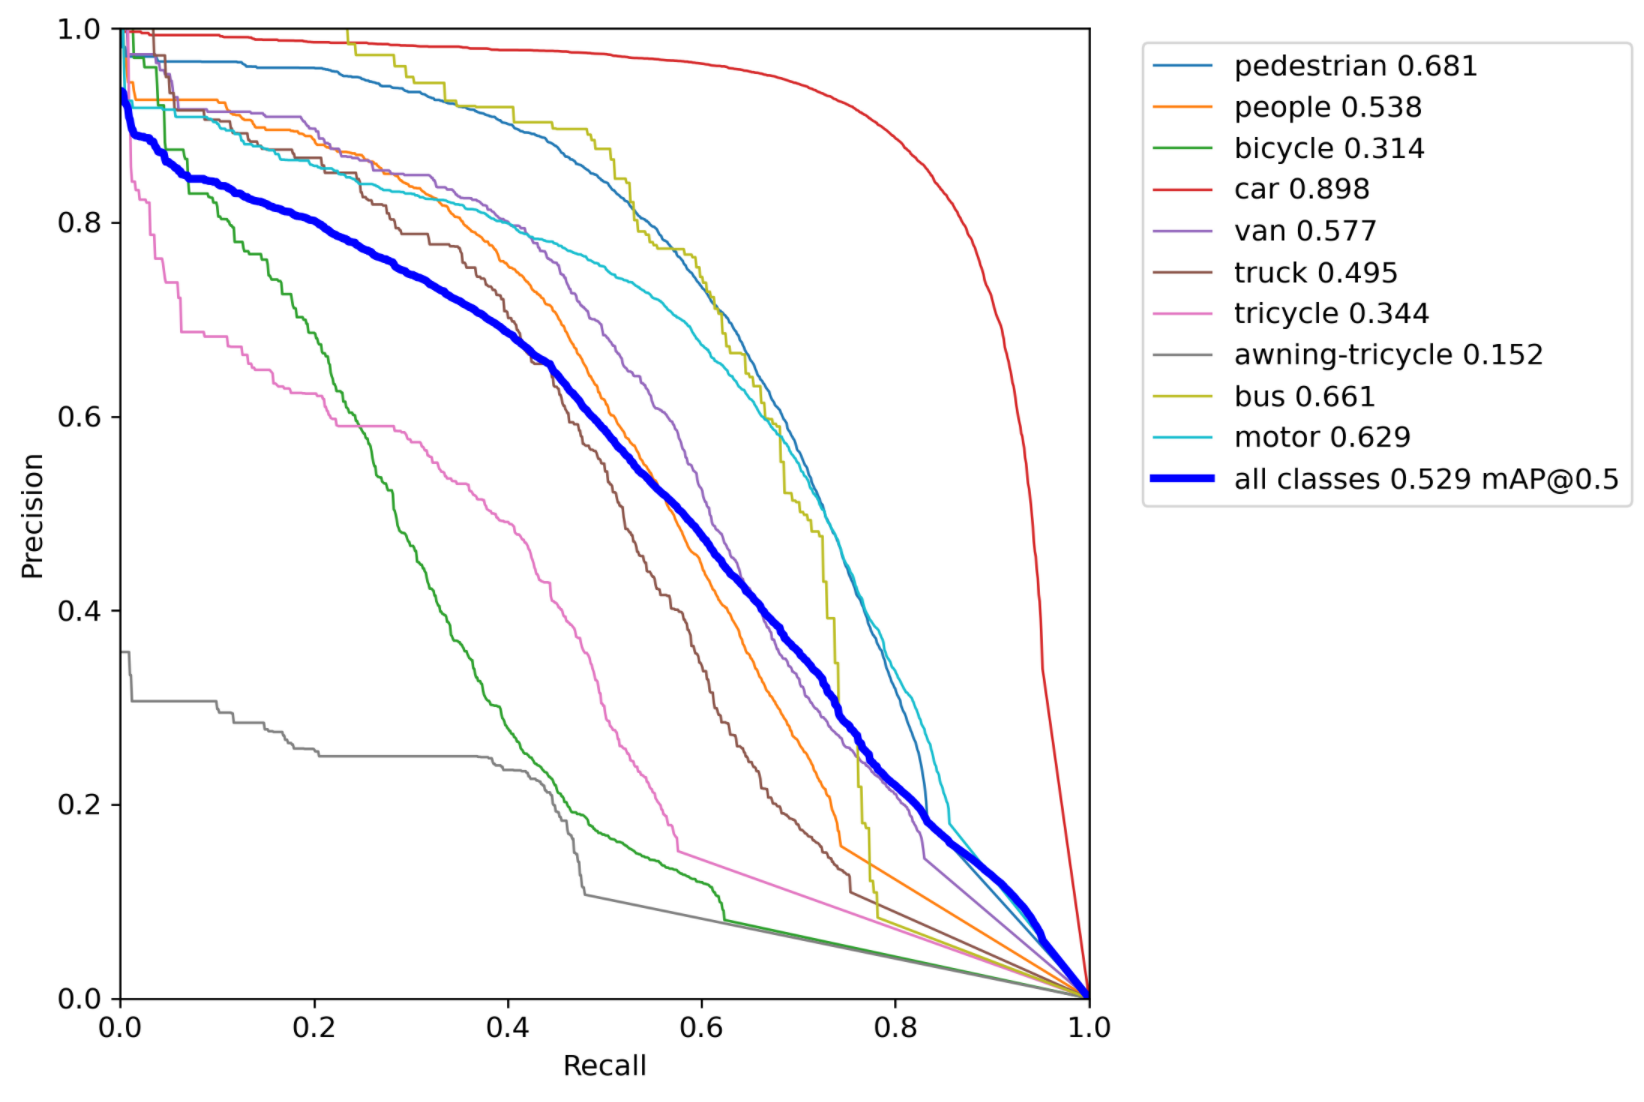 1.0
0.8
0.6
0.4
0.2
0.0
Precision
0.0 0.2 0.4 0.6 0.8 1.0
Recall
pedestrian 0.681
people 0.538
bicycle 0.314
car 0.898
van 0.577
truck 0.495
tricycle 0.344
awning-tricycle 0.152
bus 0.661
motor 0.629
all classes 0.529 mAP@0.5